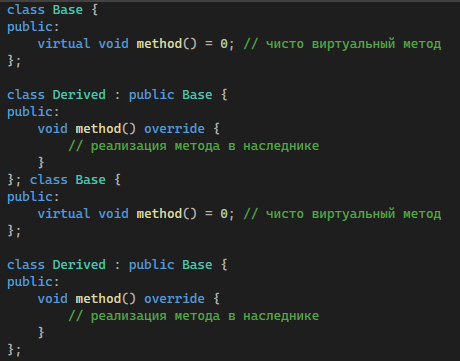 class Base {
public:
    virtual void method() = 0; // чисто виртуальный метод
};

class Derived : public Base {
public:
    void method() override {
        // реализация метода в наследнике
    }
}; class Base {
public:
    virtual void method() = 0; // чисто виртуальный метод
};

class Derived : public Base {
public:
    void method() override {
        // реализация метода в наследнике
    }
};